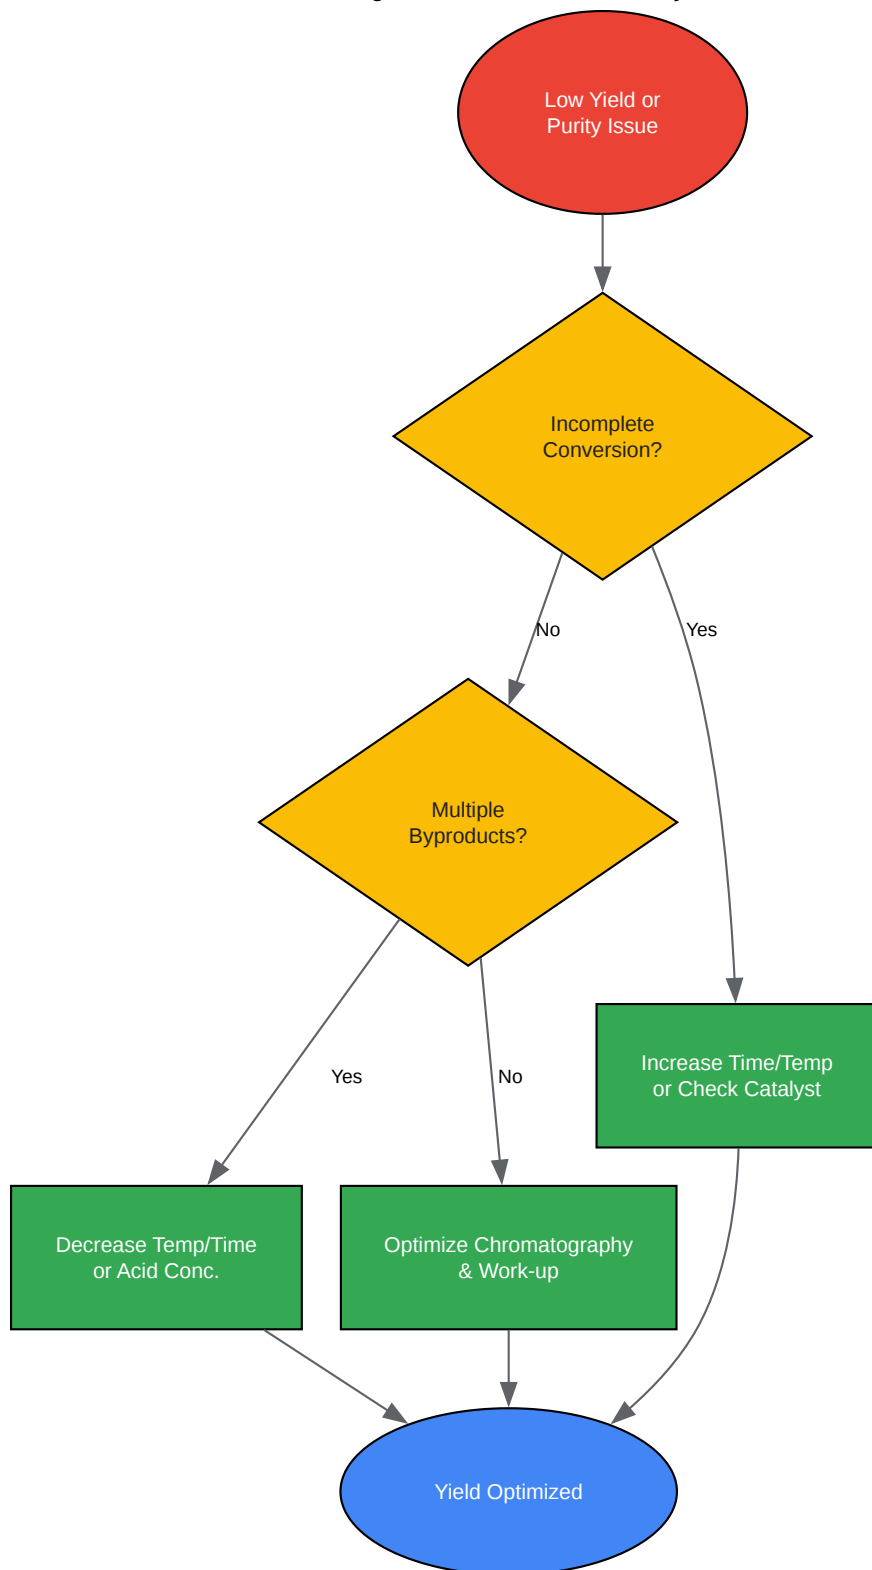 Low Yield or
Purity Issue
Incomplete
Conversion?
No
Yes
Multiple
Byproducts?
Increase Time/Temp
or Check Catalyst
Yes
No
Decrease Temp/Time
or Acid Conc.
Optimize Chromatography
& Work-up
Yield Optimized